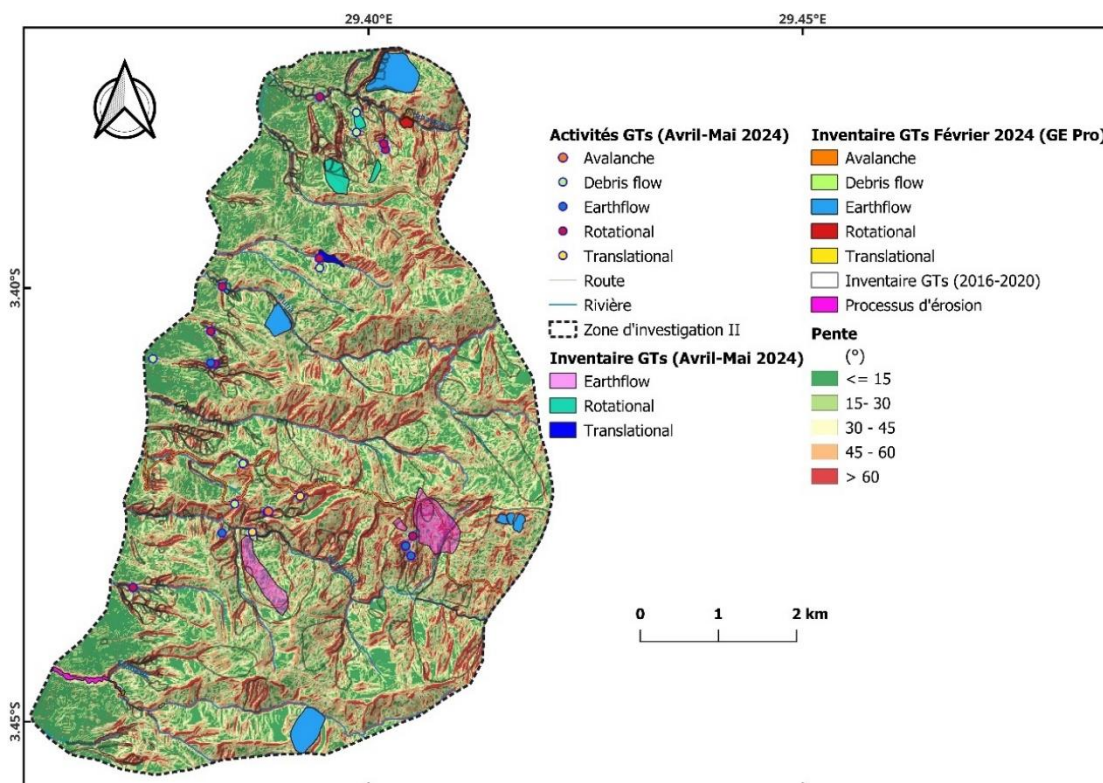 29.40°E
29.45°E
3.40°S
3.45°S
Activités GTs (Avril-Mai 2024)
Avalanche
Debris flow
Earthflow
Rotational
Translational
Route
Rivière
Zone d'investigation II
Inventaire GTs (Avril-Mai 2024)
Earthflow
Rotational
Translational
Inventaire GTs Février 2024 (GE Pro)
Avalanche
Debris flow
Earthflow
Rotational
Translational
Inventaire GTs (2016-2020)
Processus d'érosion
Pente
(°)
<= 15
15- 30
30 - 45
45 - 60
> 60
0 1 2 km